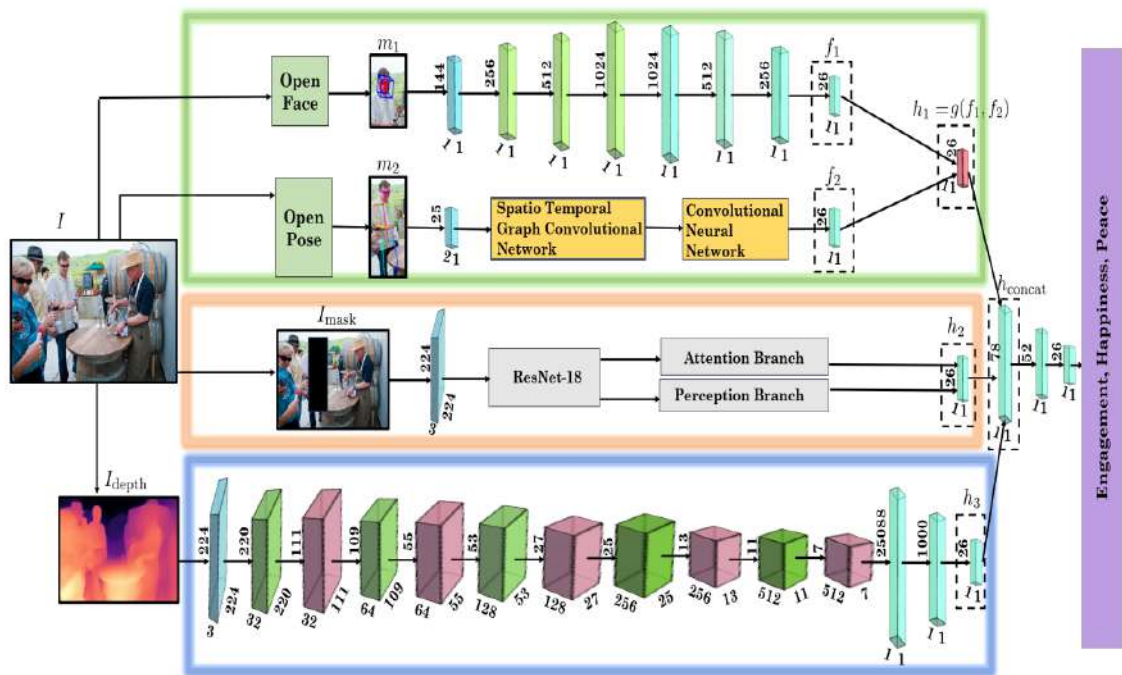 m₁
Open
Face
144
1 1
256
1 1
512
1 1
1024
1 1
1024
1 1
512
1 1
256
1 1
f₁
26
1 1
h₁ = g(f₁, f₂)
26
1 1
I
m₂
Open
Pose
25
2 1
Spatio Temporal
Graph Convolutional
Network
Convolutional
Neural
Network
f₂
26
1 1
I_mask
224
224
3
ResNet-18
Attention Branch
Perception Branch
h₂
26
1 1
h_concat
78
1 1
52
1 1
26
1 1
Engagement, Happiness, Peace
I_depth
224
224
3
220
220
32
111
111
32
109
109
64
55
55
64
53
53
128
27
27
128
25
25
256
13
13
256
11
11
512
7
7
512
25088
1 1
1000
1 1
h₃
26
1 1